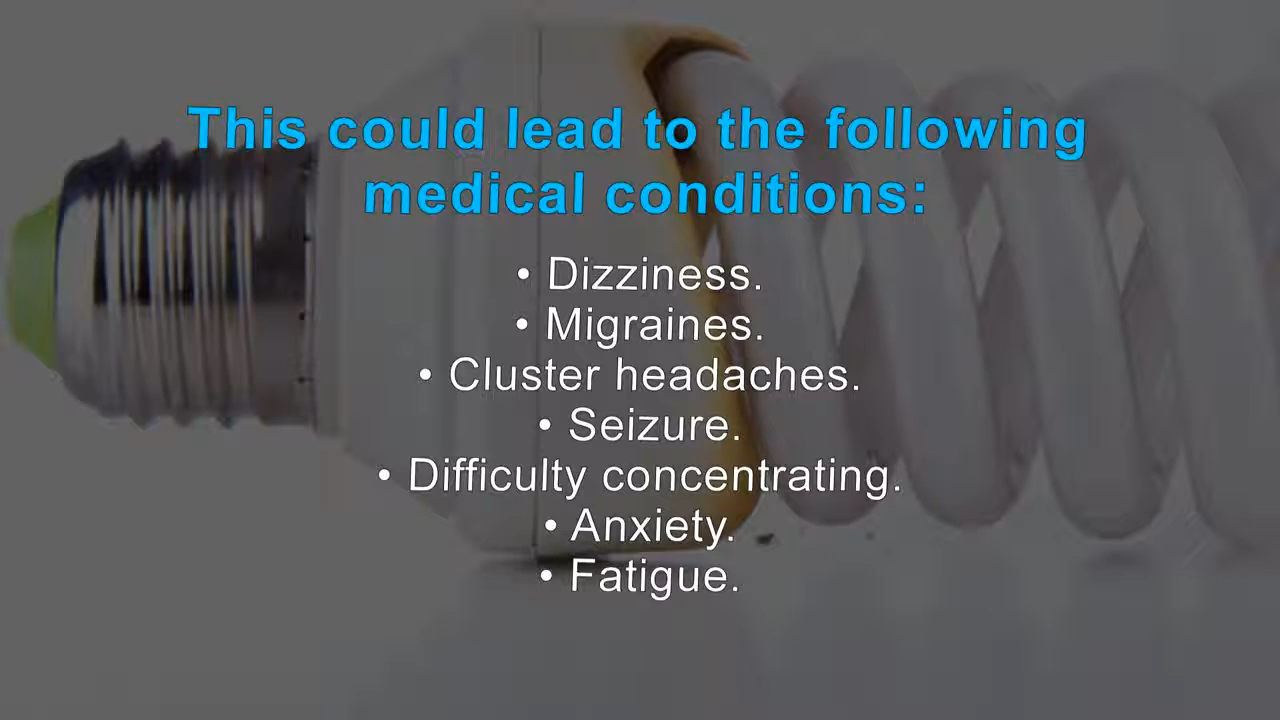 This could lead to the following
medical conditions:
• Dizziness.
• Migraines.
• Cluster headaches.
• Seizure.
• Difficulty concentrating.
• Anxiety.
• Fatigue.